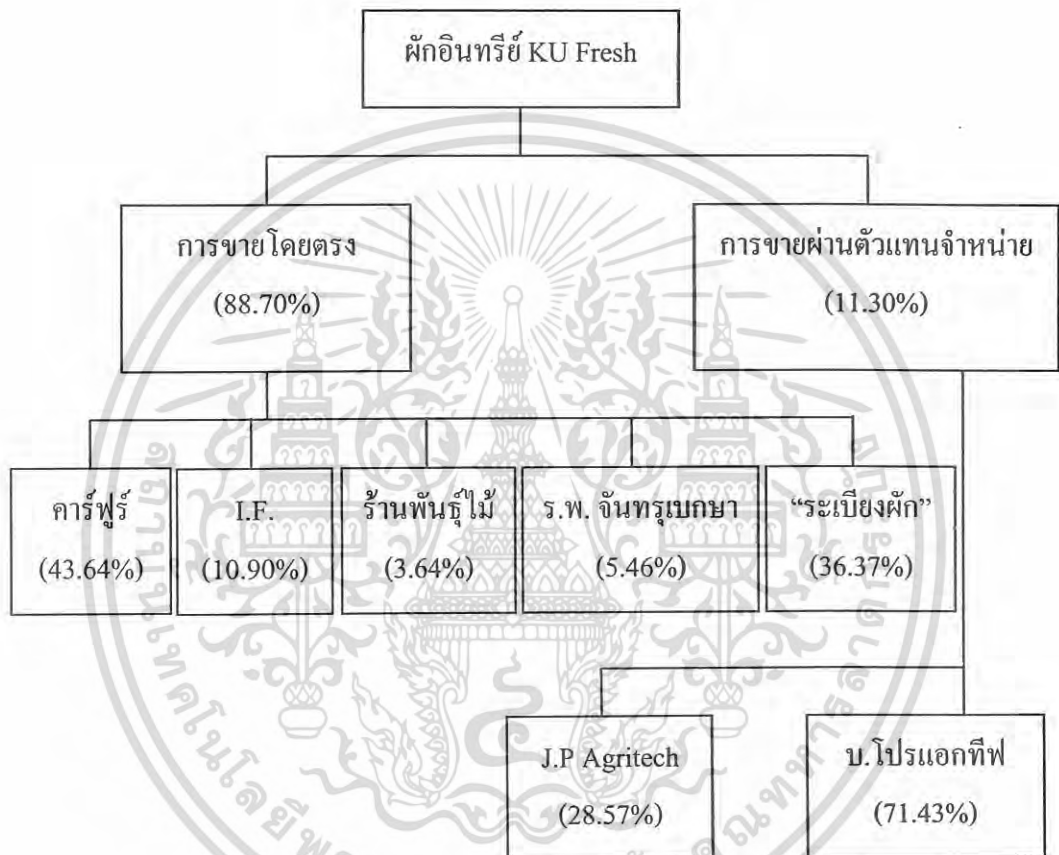 ผักอินทรีย์ KU Fresh
การขายโดยตรง
(88.70%)
การขายผ่านตัวแทนจำหน่าย
(11.30%)
คาร์ฟูร์
(43.64%)
I.F.
(10.90%)
ร้านพันธุ์ไม้
(3.64%)
ร.พ. จันทรุเบกษา
(5.46%)
“ระเบียงผัก”
(36.37%)
J.P Agritech
(28.57%)
บ.โปรแอกทีฟ
(71.43%)